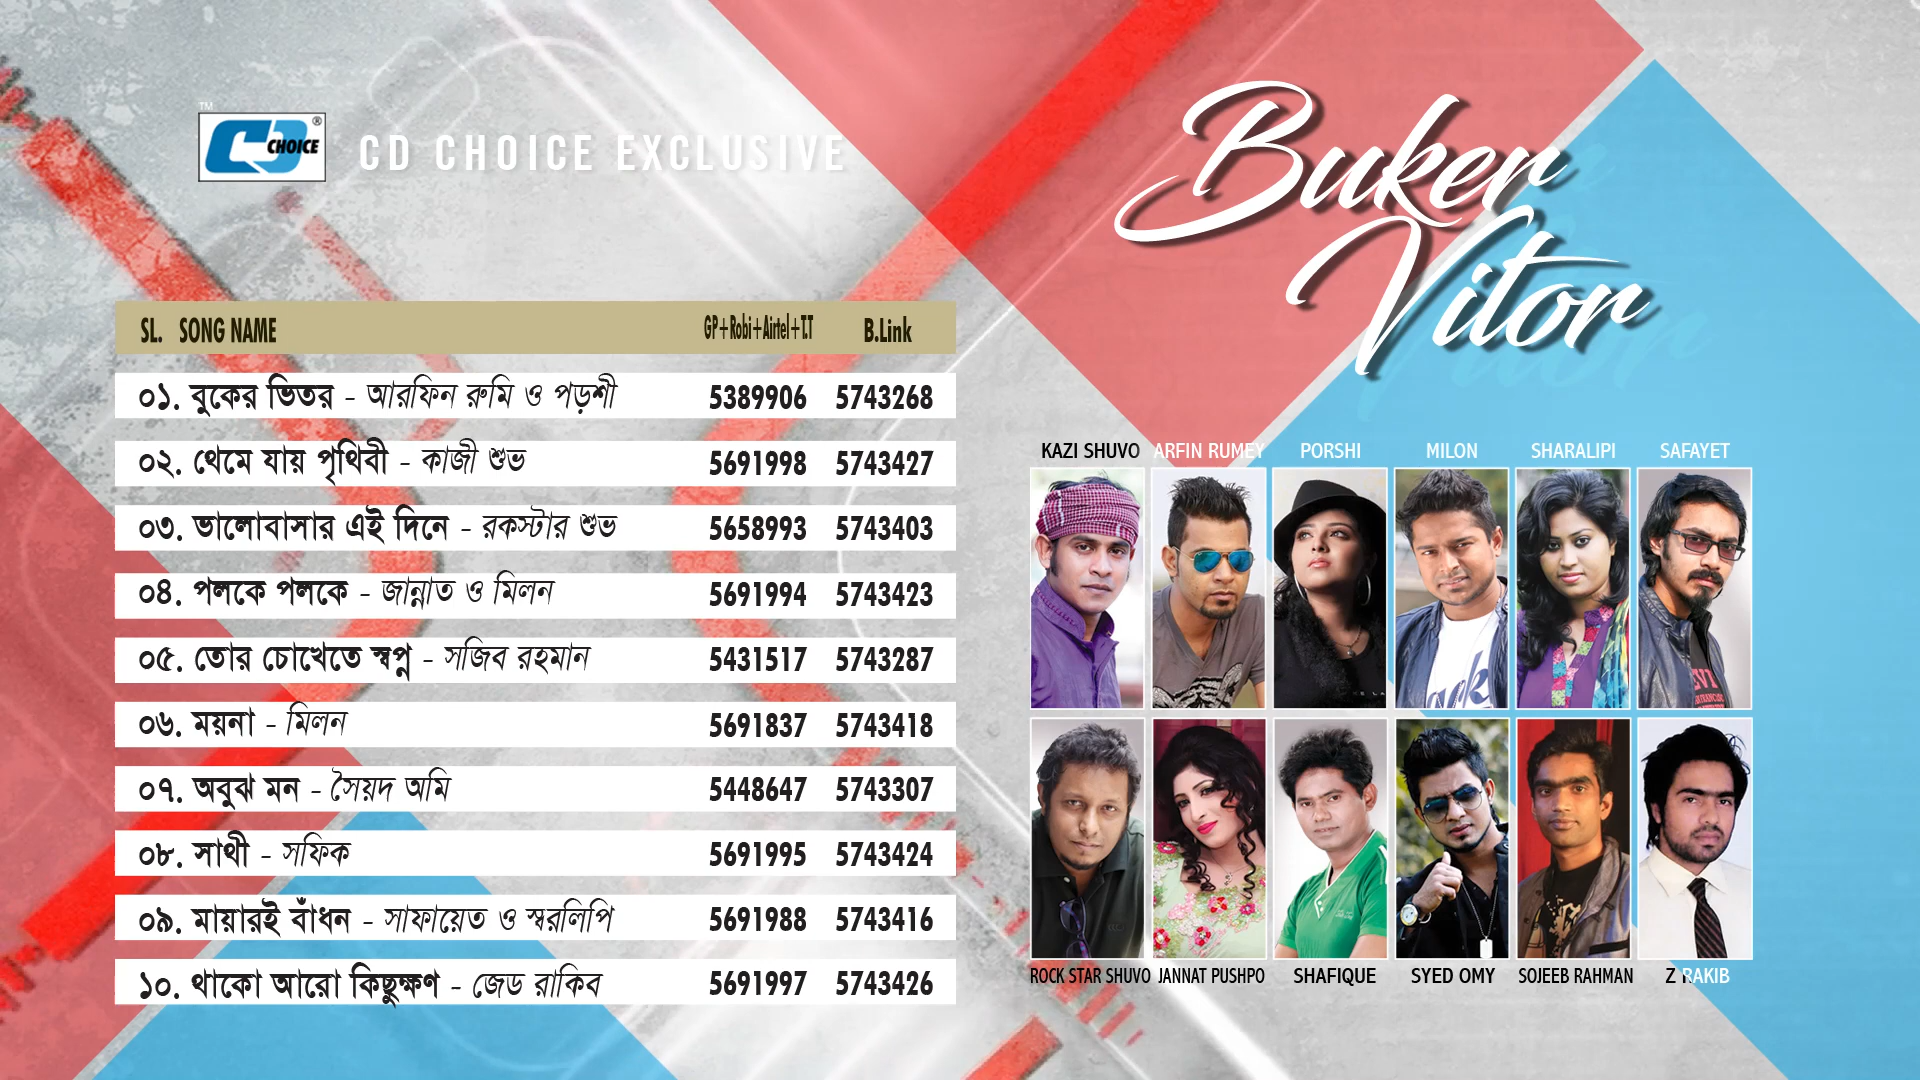 TM
CD CHOICE ®
CD CHOICE EXCLUSIVE
Buker
Vitor
SL. SONG NAME GP+Robi+Airtel+T.T B.Link
০১. বুকের ভিতর - আরফিন রুমি ও পড়শী 5389906 5743268
০২. থেমে যায় পৃথিবী - কাজী শুভ 5691998 5743427
০৩. ভালোবাসার এই দিনে - রকস্টার শুভ 5658993 5743403
০৪. পলকে পলকে - জান্নাত ও মিলন 5691994 5743423
০৫. তোর চোখেতে স্বপ্ন - সজিব রহমান 5431517 5743287
০৬. ময়না - মিলন 5691837 5743418
০৭. অবুঝ মন - সৈয়দ অমি 5448647 5743307
০৮. সাথী - সফিক 5691995 5743424
০৯. মায়ারই বাঁধন - সাফায়েত ও স্বরলিপি 5691988 5743416
১০. থাকো আরো কিছুক্ষণ - জেড রাকিব 5691997 5743426
KAZI SHUVO ARFIN RUMEY PORSHI MILON SHARALIPI SAFAYET
ROCK STAR SHUVO JANNAT PUSHPO SHAFIQUE SYED OMY SOJEEB RAHMAN Z RAKIB